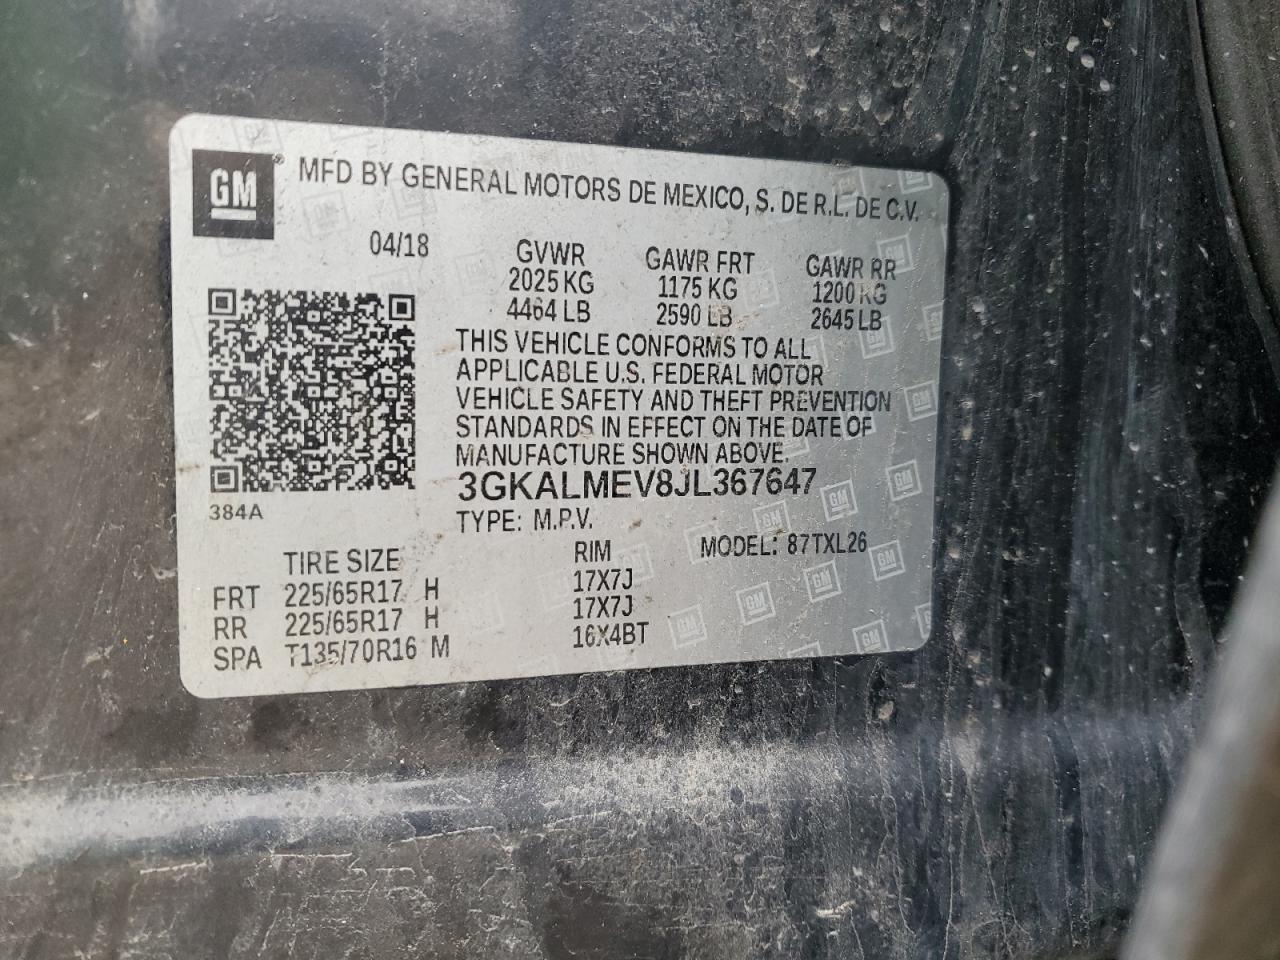 GM® MFD BY GENERAL MOTORS DE MEXICO, S. DE R.L. DE C.V.
04/18 GVWR GAWR FRT GAWR RR
2025 KG 1175 KG 1200 KG
4464 LB 2590 LB 2645 LB
THIS VEHICLE CONFORMS TO ALL
APPLICABLE U.S. FEDERAL MOTOR
VEHICLE SAFETY AND THEFT PREVENTION
STANDARDS IN EFFECT ON THE DATE OF
MANUFACTURE SHOWN ABOVE.
3GKALMEV8JL367647
384A
TYPE: M.P.V.
TIRE SIZE RIM MODEL: 87TXL26
FRT 225/65R17 H 17X7J
RR 225/65R17 H 17X7J
SPA T135/70R16 M 16X4BT